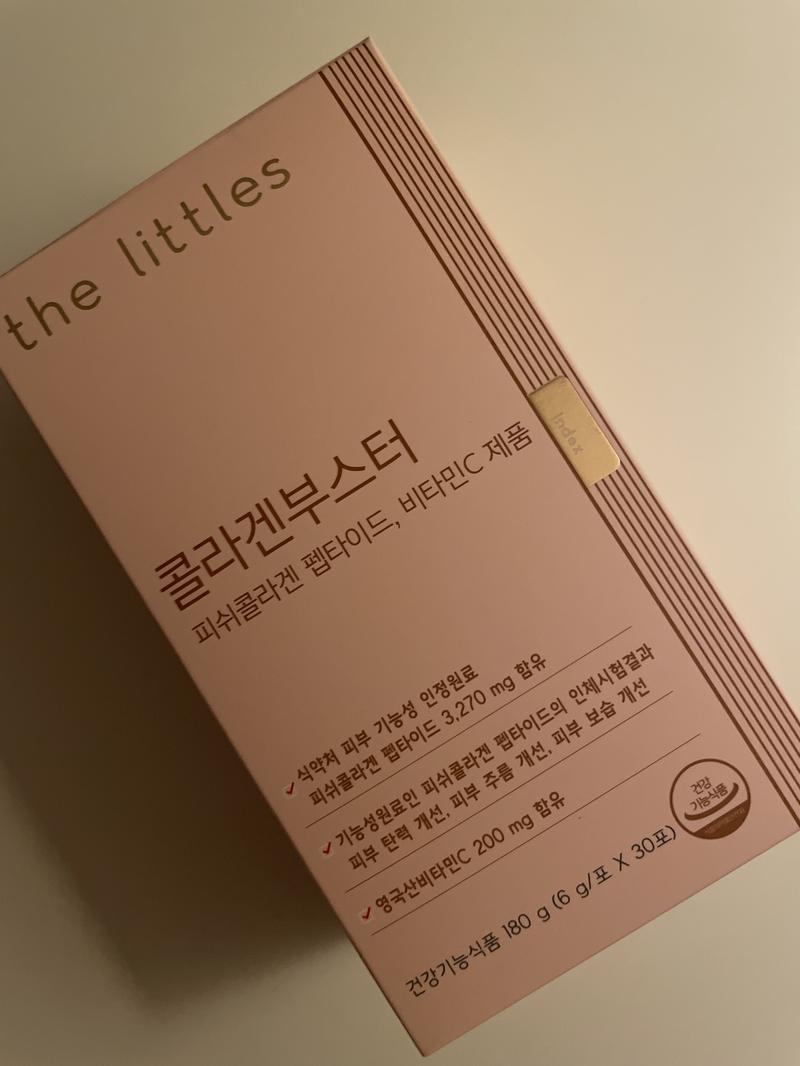 the littles
Index
콜라겐부스터
피쉬콜라겐 펩타이드, 비타민C 제품
식약처 피부 기능성 인정원료
피쉬콜라겐 펩타이드 3,270 mg 함유
기능성원료인 피쉬콜라겐 펩타이드의 인체시험결과
피부 탄력 개선, 피부 주름 개선, 피부 보습 개선
영국산비타민C 200 mg 함유
건강
기능식품
건강기능식품 180 g (6 g/포 X 30포)